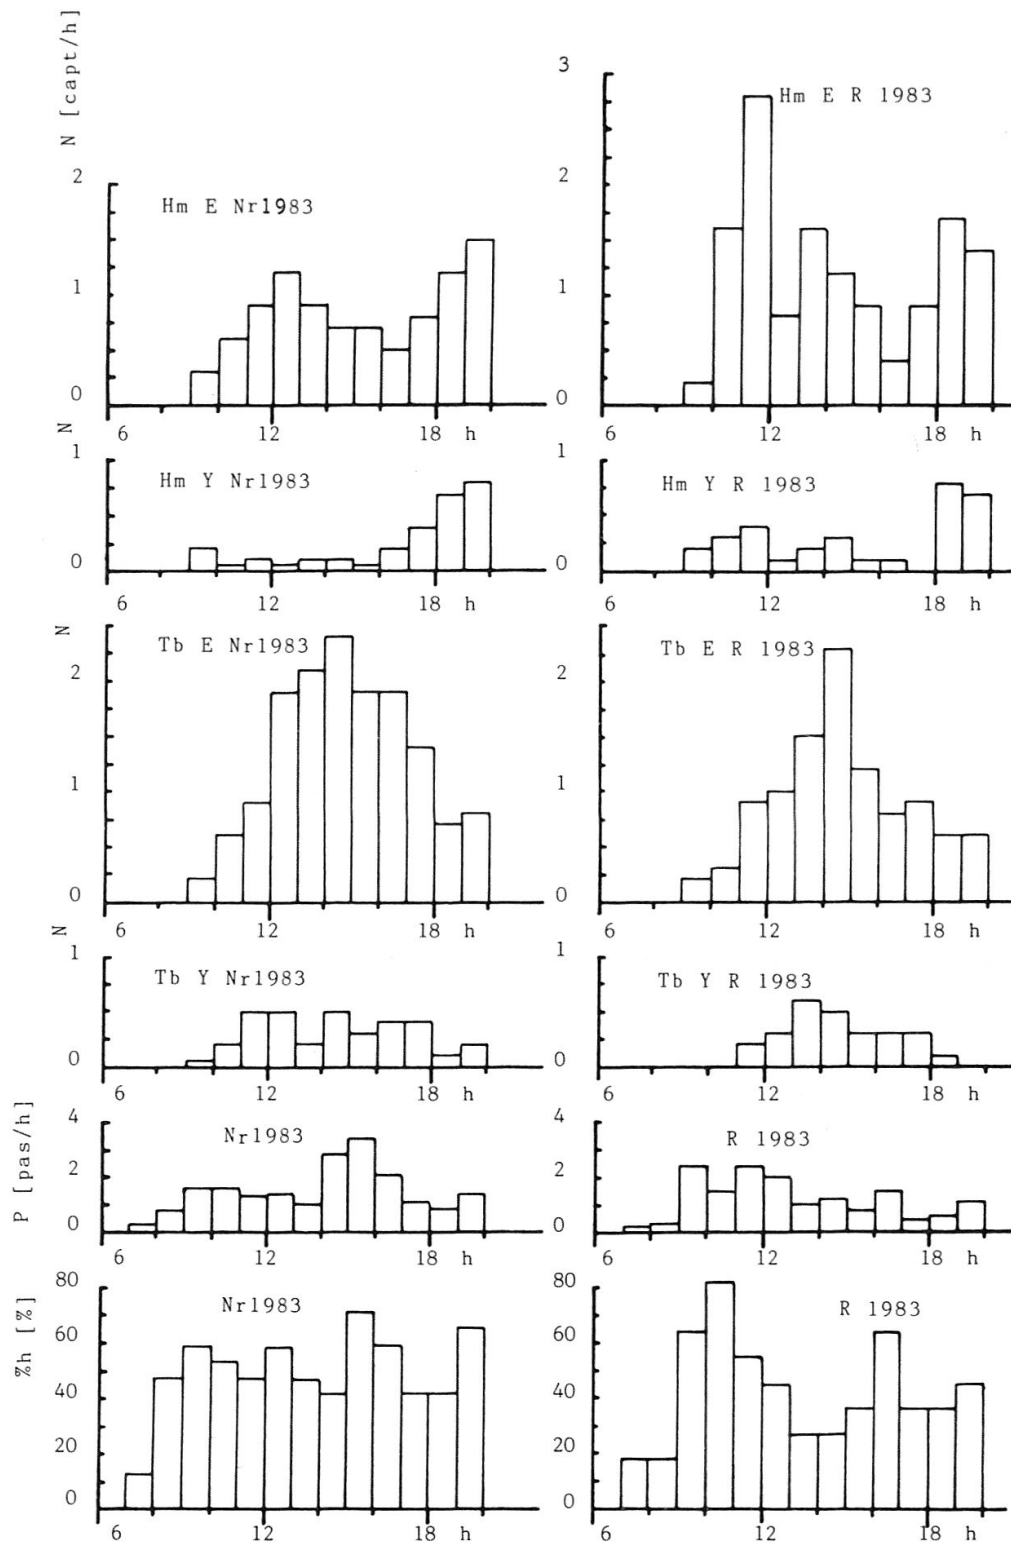 N [capt/h]
2
1
0
Hm E Nr1983
6 12 18 h
3
2
1
0
Hm E R 1983
6 12 18 h
N
1
0
Hm Y Nr1983
6 12 18 h
1
0
Hm Y R 1983
6 12 18 h
N
2
1
0
Tb E Nr1983
6 12 18 h
2
1
0
Tb E R 1983
6 12 18 h
N
1
0
Tb Y Nr1983
6 12 18 h
1
0
Tb Y R 1983
6 12 18 h
P [pas/h]
4
2
0
Nr1983
6 12 18 h
4
2
0
R 1983
6 12 18 h
%h [%]
80
60
40
20
0
Nr1983
6 12 18 h
80
60
40
20
0
R 1983
6 12 18 h